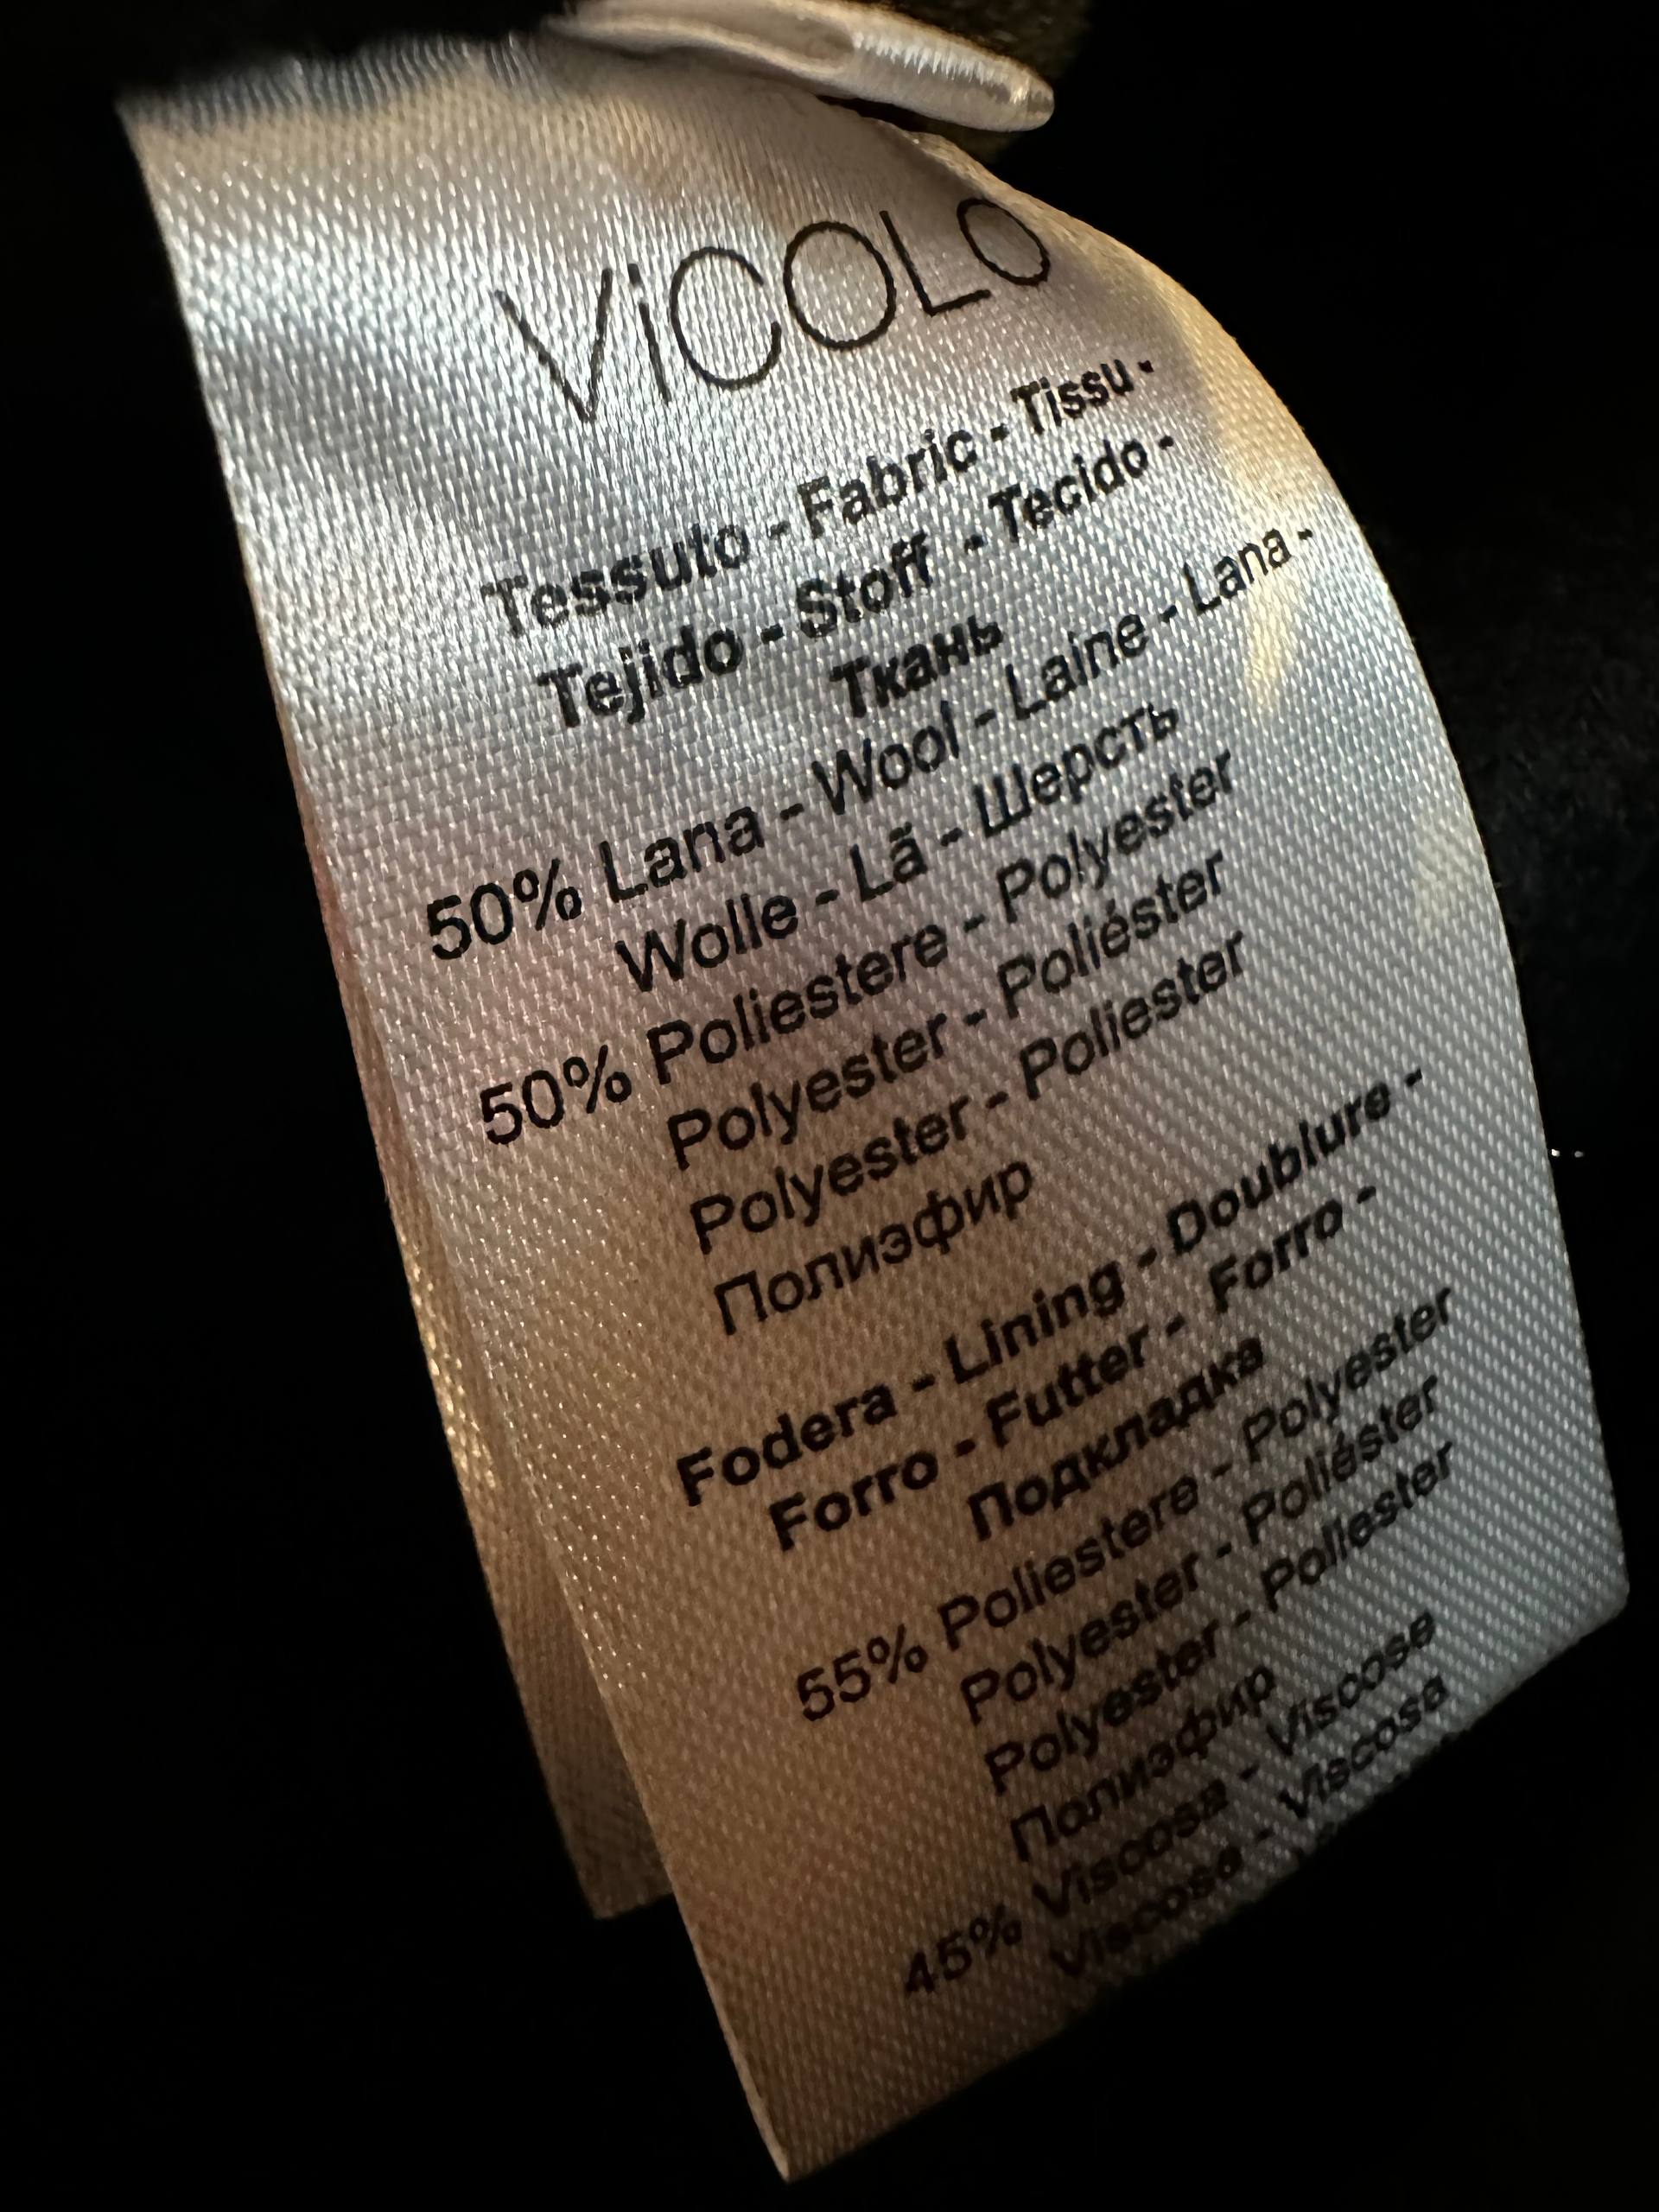 ViCOLO
Tessuto - Fabric - Tissu -
Tejido - Stoff - Tecido -
Ткань
50% Lana - Wool - Laine - Lana -
Wolle - Lã - Шерсть
50% Poliestere - Polyester
Polyester - Poliéster
Polyester - Poliester
Полиэфир
Fodera - Lining - Doublure -
Forro - Futter - Forro -
Подкладка
55% Poliestere - Polyester
Polyester - Poliéster
Polyester - Poliester
Полиэфир
45% Viscosa - Viscose
Viscose - Viscosa